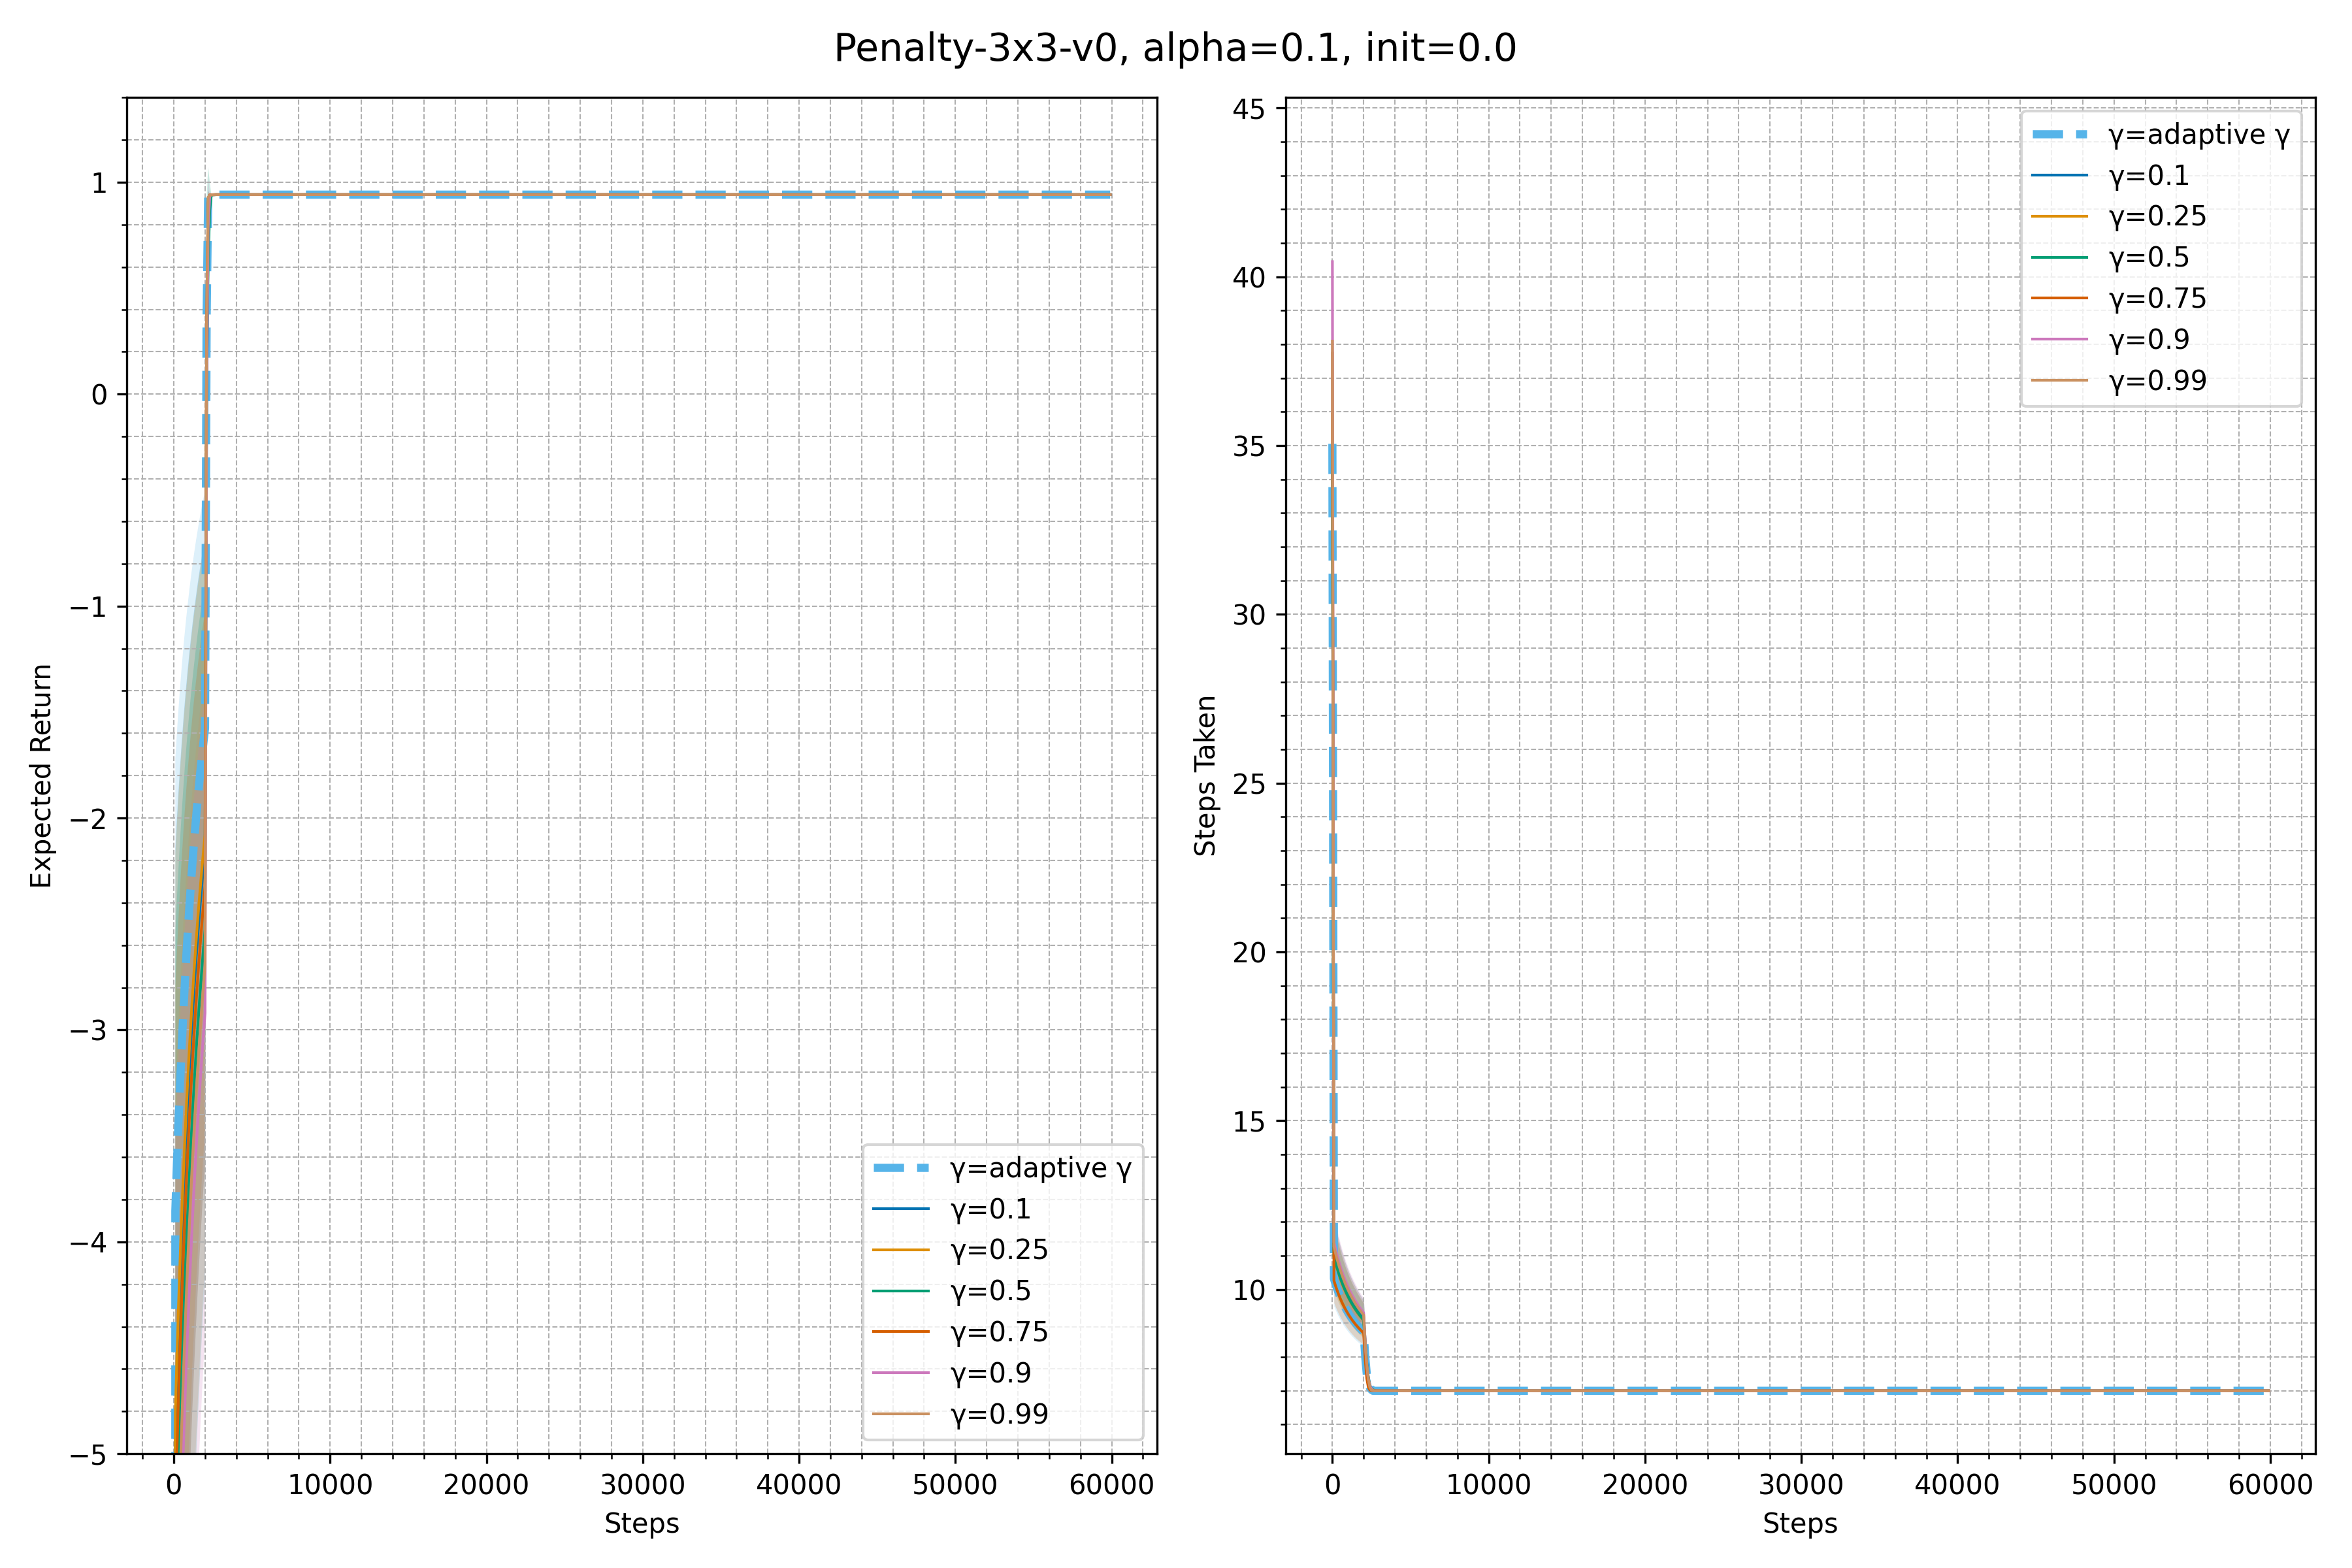 Penalty-3x3-v0, alpha=0.1, init=0.0
Expected Return
1
0
−1
−2
−3
−4
−5
0
10000
20000
30000
40000
50000
60000
Steps
γ=adaptive γ
γ=0.1
γ=0.25
γ=0.5
γ=0.75
γ=0.9
γ=0.99
Steps Taken
45
40
35
30
25
20
15
10
0
10000
20000
30000
40000
50000
60000
Steps
γ=adaptive γ
γ=0.1
γ=0.25
γ=0.5
γ=0.75
γ=0.9
γ=0.99